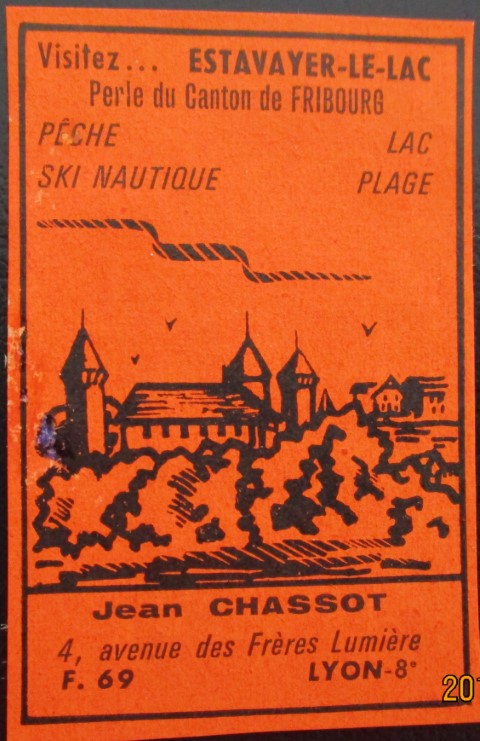 Visitez... ESTAVAYER-LE-LAC
Perle du Canton de FRIBOURG
PÊCHE LAC
SKI NAUTIQUE PLAGE
Jean CHASSOT
4, avenue des Frères Lumière
F. 69 LYON-8°
201